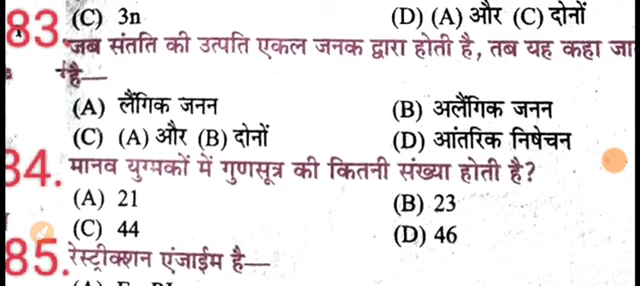 (C) 3n (D) (A) और (C) दोनों
83. जब संतति की उत्पति एकल जनक द्वारा होती है, तब यह कहा जा
है—
(A) लैंगिक जनन (B) अलैंगिक जनन
(C) (A) और (B) दोनों (D) आंतरिक निषेचन
84. मानव युग्मकों में गुणसूत्र की कितनी संख्या होती है?
(A) 21 (B) 23
(C) 44 (D) 46
85. रेस्ट्रीक्शन एंजाईम है—